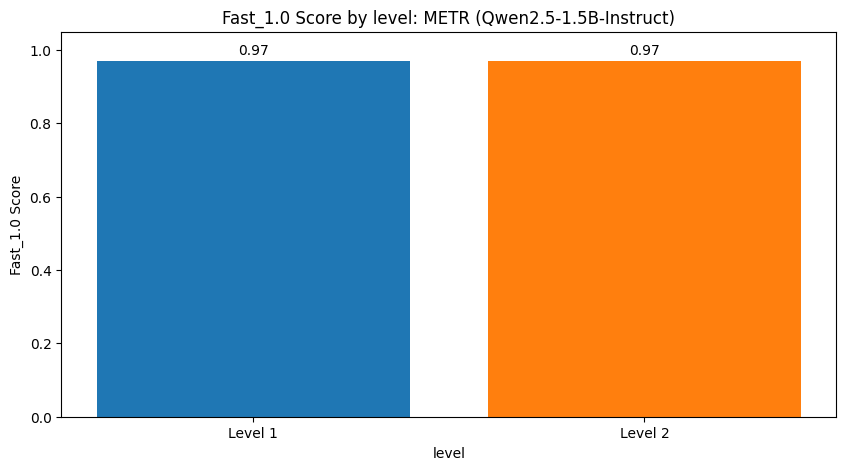 Fast_1.0 Score by level: METR (Qwen2.5-1.5B-Instruct)
1.0
0.8
0.6
0.4
0.2
0.0
Fast_1.0 Score
0.97
0.97
Level 1
Level 2
level